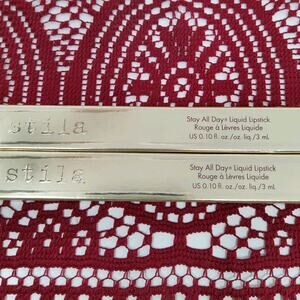 stila
Stay All Day® Liquid Lipstick
Rouge à Lèvres Liquide
US 0.10 fl. oz./oz. liq./3 mL
stila
Stay All Day® Liquid Lipstick
Rouge à Lèvres Liquide
US 0.10 fl. oz./oz. liq./3 mL